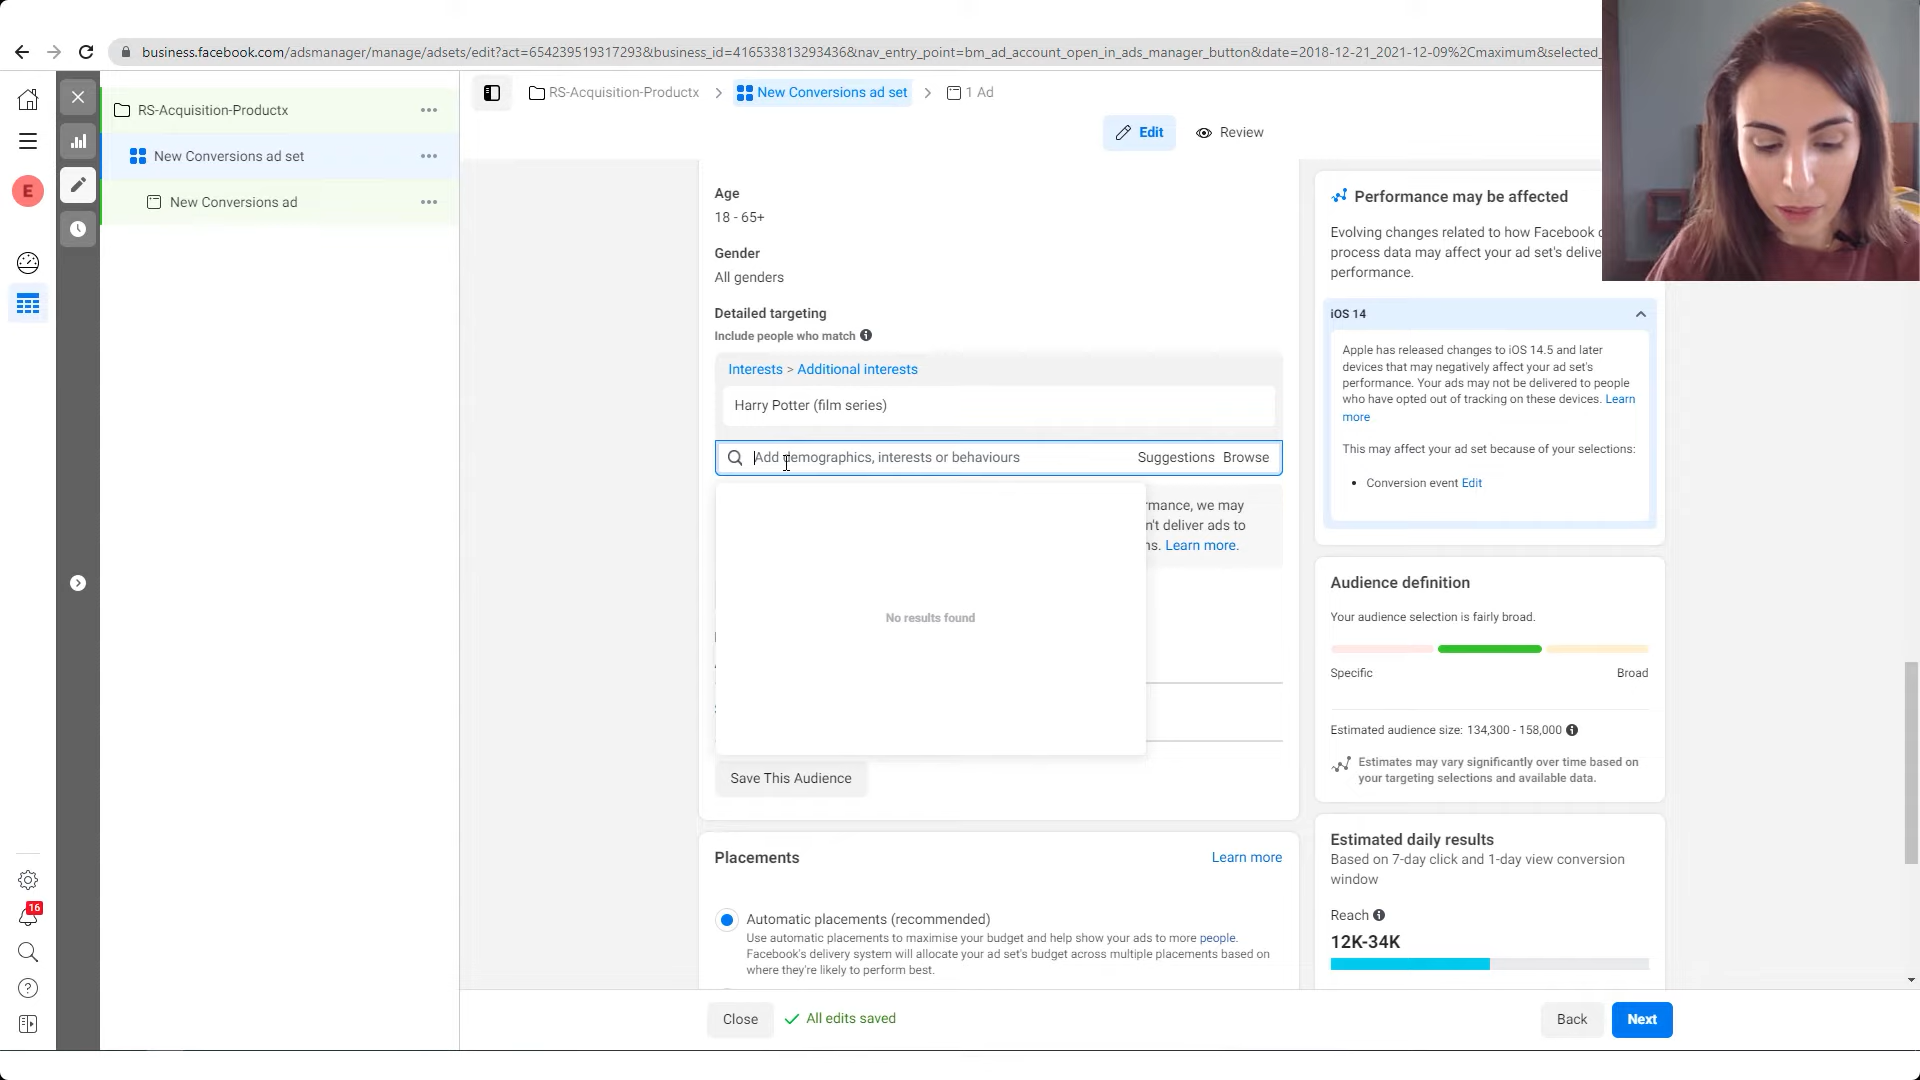 business.facebook.com/adsmanager/manage/adsets/edit?act=654239519317293&business_id=416533813293436&nav_entry_point=bm_ad_account_open_in_ads_manager_button&date=2018-12-21_2021-12-09%2Cmaximum&selected_
RS-Acquisition-Productx
New Conversions ad set
New Conversions ad
E
16
RS-Acquisition-Productx > New Conversions ad set > 1 Ad
Edit Review
Age
18 - 65+
Gender
All genders
Detailed targeting
Include people who match
Interests > Additional interests
Harry Potter (film series)
Add demographics, interests or behaviours Suggestions Browse
rmance, we may
n't deliver ads to
ns. Learn more.
No results found
Save This Audience
Placements Learn more
Automatic placements (recommended)
Use automatic placements to maximise your budget and help show your ads to more people.
Facebook's delivery system will allocate your ad set's budget across multiple placements based on
where they're likely to perform best.
Close All edits saved Back Next
Performance may be affected
Evolving changes related to how Facebook
process data may affect your ad set's delive
performance.
iOS 14
Apple has released changes to iOS 14.5 and later
devices that may negatively affect your ad set's
performance. Your ads may not be delivered to people
who have opted out of tracking on these devices. Learn
more
This may affect your ad set because of your selections:
• Conversion event Edit
Audience definition
Your audience selection is fairly broad.
Specific Broad
Estimated audience size: 134,300 - 158,000
Estimates may vary significantly over time based on
your targeting selections and available data.
Estimated daily results
Based on 7-day click and 1-day view conversion
window
Reach
12K-34K